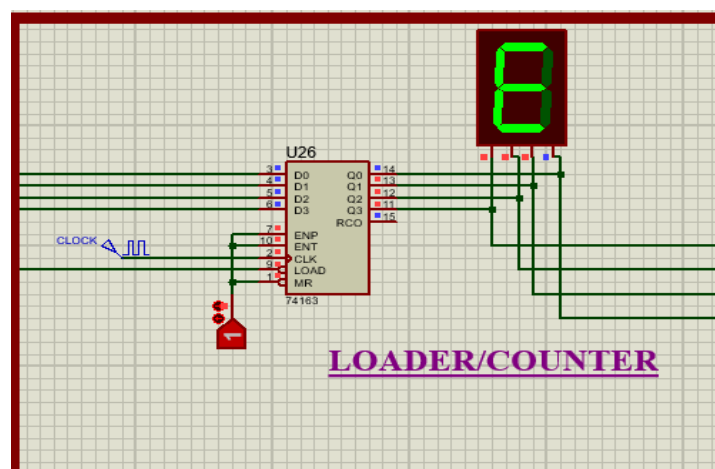 E
U26
3 D0 Q0 14
4 D1 Q1 13
5 D2 Q2 12
6 D3 Q3 11
RCO 15
7 ENP
10 ENT
CLOCK
2 CLK
9 LOAD
1 MR
74163
1
LOADER/COUNTER